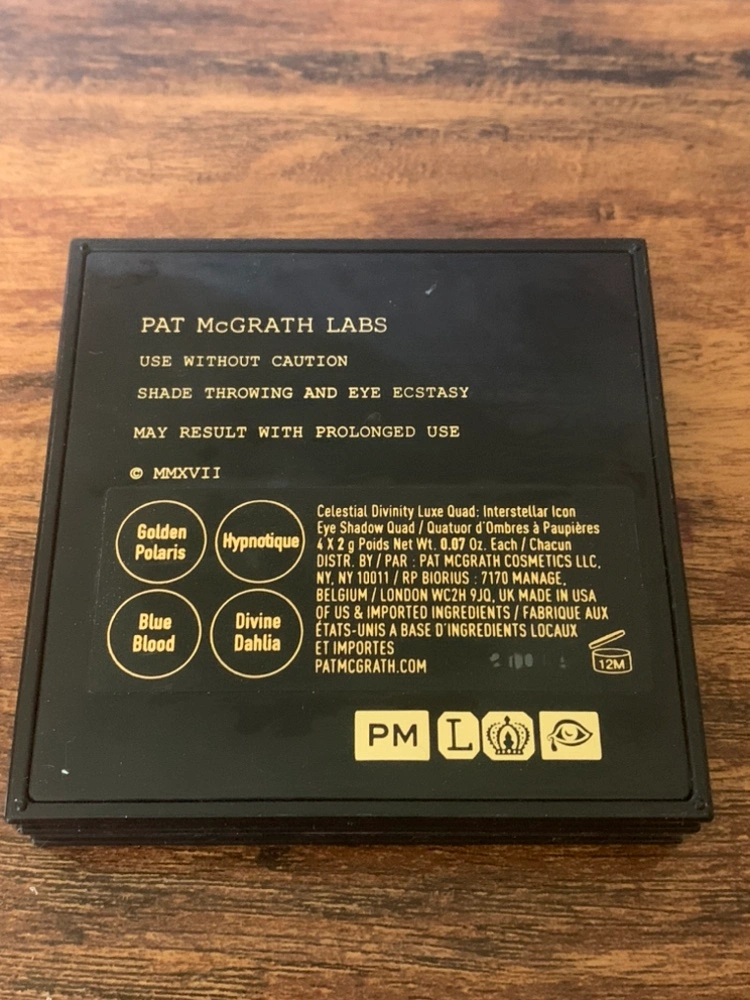 PAT McGRATH LABS
USE WITHOUT CAUTION
SHADE THROWING AND EYE ECSTASY
MAY RESULT WITH PROLONGED USE
© MMXVII
Golden
Polaris
Hypnotique
Blue
Blood
Divine
Dahlia
Celestial Divinity Luxe Quad: Interstellar Icon
Eye Shadow Quad / Quatuor d'Ombres à Paupières
4 X 2 g Poids Net Wt. 0.07 Oz. Each / Chacun
DISTR. BY / PAR : PAT MCGRATH COSMETICS LLC,
NY, NY 10011 / RP BIORIUS : 7170 MANAGE,
BELGIUM / LONDON WC2H 9JQ, UK MADE IN USA
OF US & IMPORTED INGREDIENTS / FABRIQUE AUX
ÉTATS-UNIS A BASE D'INGREDIENTS LOCAUX
ET IMPORTES
PATMCGRATH.COM
12M
PM L